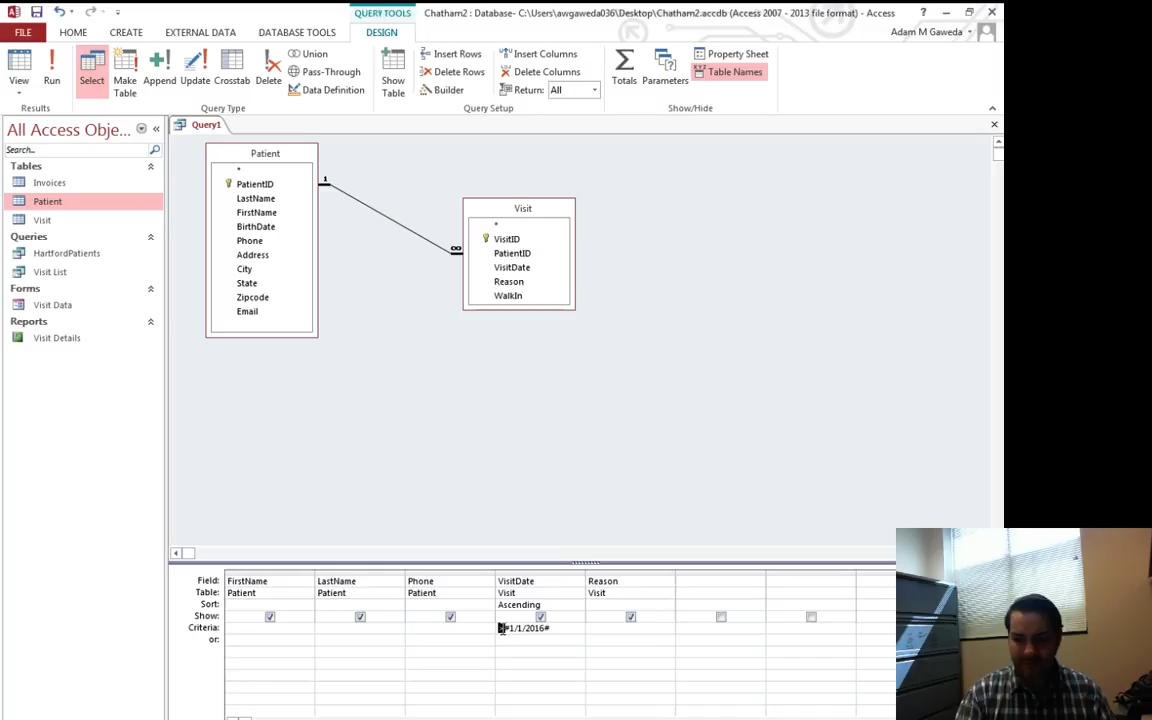 QUERY TOOLS
Chatham2 : Database- C:\Users\awgaweda036\Desktop\Chatham2.accdb (Access 2007 - 2013 file format) - Access
?
FILE
HOME
CREATE
EXTERNAL DATA
DATABASE TOOLS
DESIGN
Adam M Gaweda
View
Run
Select
Make Table
Append
Update
Crosstab
Delete
Union
Pass-Through
Data Definition
Show Table
Insert Rows
Delete Rows
Builder
Insert Columns
Delete Columns
Return: All
Totals
Parameters
Property Sheet
Table Names
Results
Query Type
Query Setup
Show/Hide
All Access Obje...
Search...
Tables
Invoices
Patient
Visit
Queries
HartfordPatients
Visit List
Forms
Visit Data
Reports
Visit Details
Query1
Patient
*
PatientID
LastName
FirstName
BirthDate
Phone
Address
City
State
Zipcode
Email
1
∞
Visit
*
VisitID
PatientID
VisitDate
Reason
WalkIn
Field: FirstName LastName Phone VisitDate Reason
Table: Patient Patient Patient Visit Visit
Sort: Ascending
Show:
Criteria: #1/1/2016#
or: